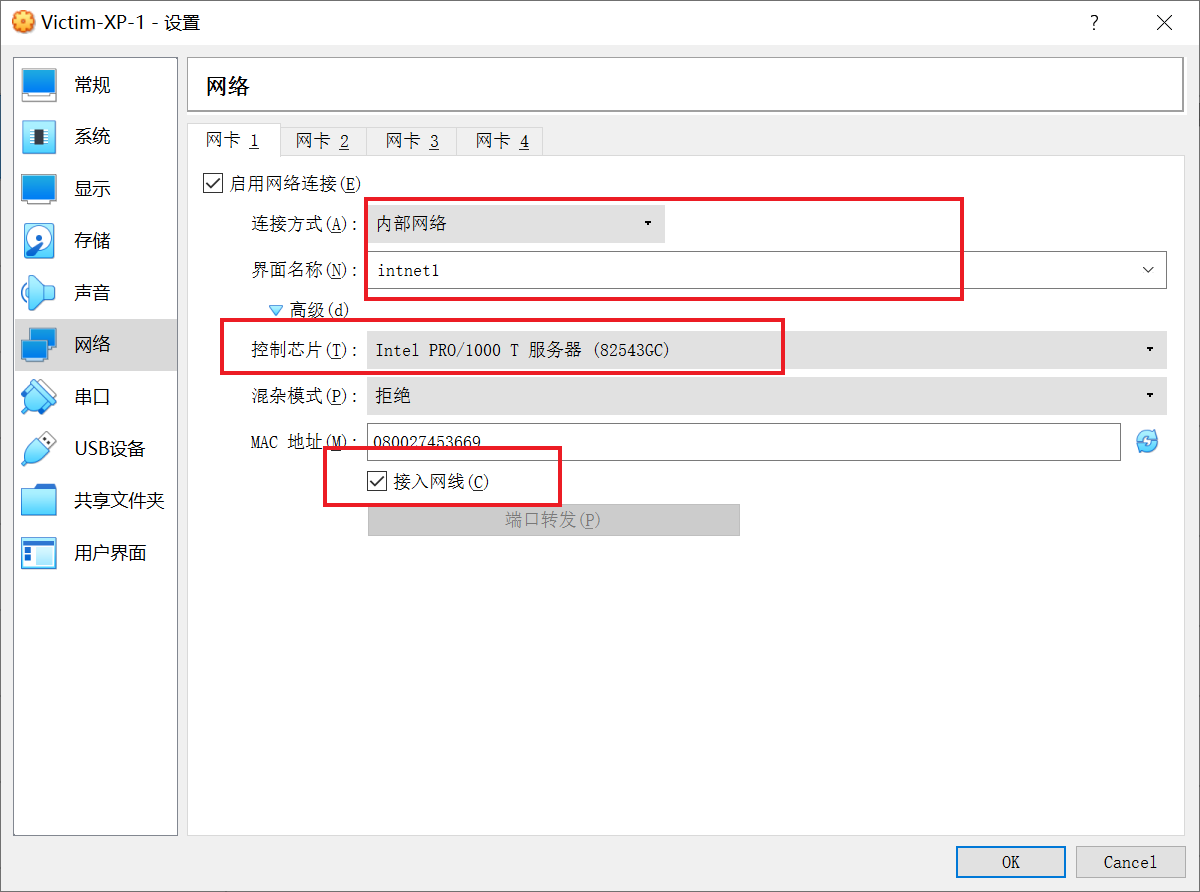 Victim-XP-1 - 设置
?
常规
系统
显示
存储
声音
网络
串口
USB设备
共享文件夹
用户界面
网络
网卡 1 网卡 2 网卡 3 网卡 4
启用网络连接(E)
连接方式(A): 内部网络
界面名称(N): intnet1
高级(d)
控制芯片(T): Intel PRO/1000 T 服务器 (82543GC)
混杂模式(P): 拒绝
MAC 地址(M): 080027453669
接入网线(C)
端口转发(P)
OK Cancel